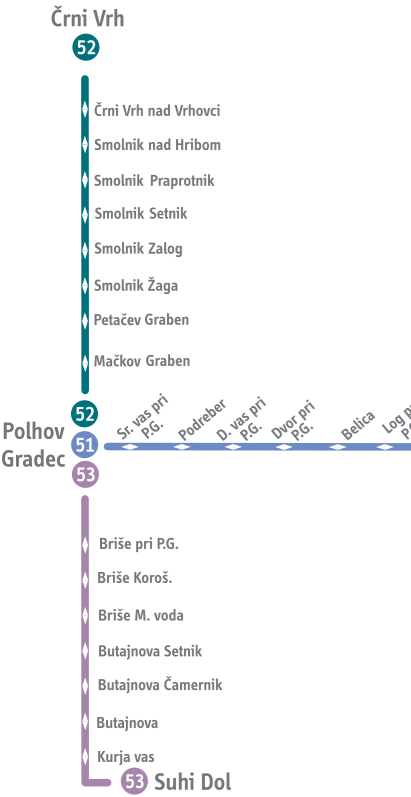 Črni Vrh
52
Črni Vrh nad Vrhovci
Smolnik nad Hribom
Smolnik Praprotnik
Smolnik Setnik
Smolnik Zalog
Smolnik Žaga
Petačev Graben
Mačkov Graben
52
Polhov
Gradec
51
53
Sr. vas pri
P.G.
Podreber
D. vas pri
P.G.
Dvor pri
P.G.
Belica
Log
Briše pri P.G.
Briše Koroš.
Briše M. voda
Butajnova Setnik
Butajnova Čamernik
Butajnova
Kurja vas
53 Suhi Dol